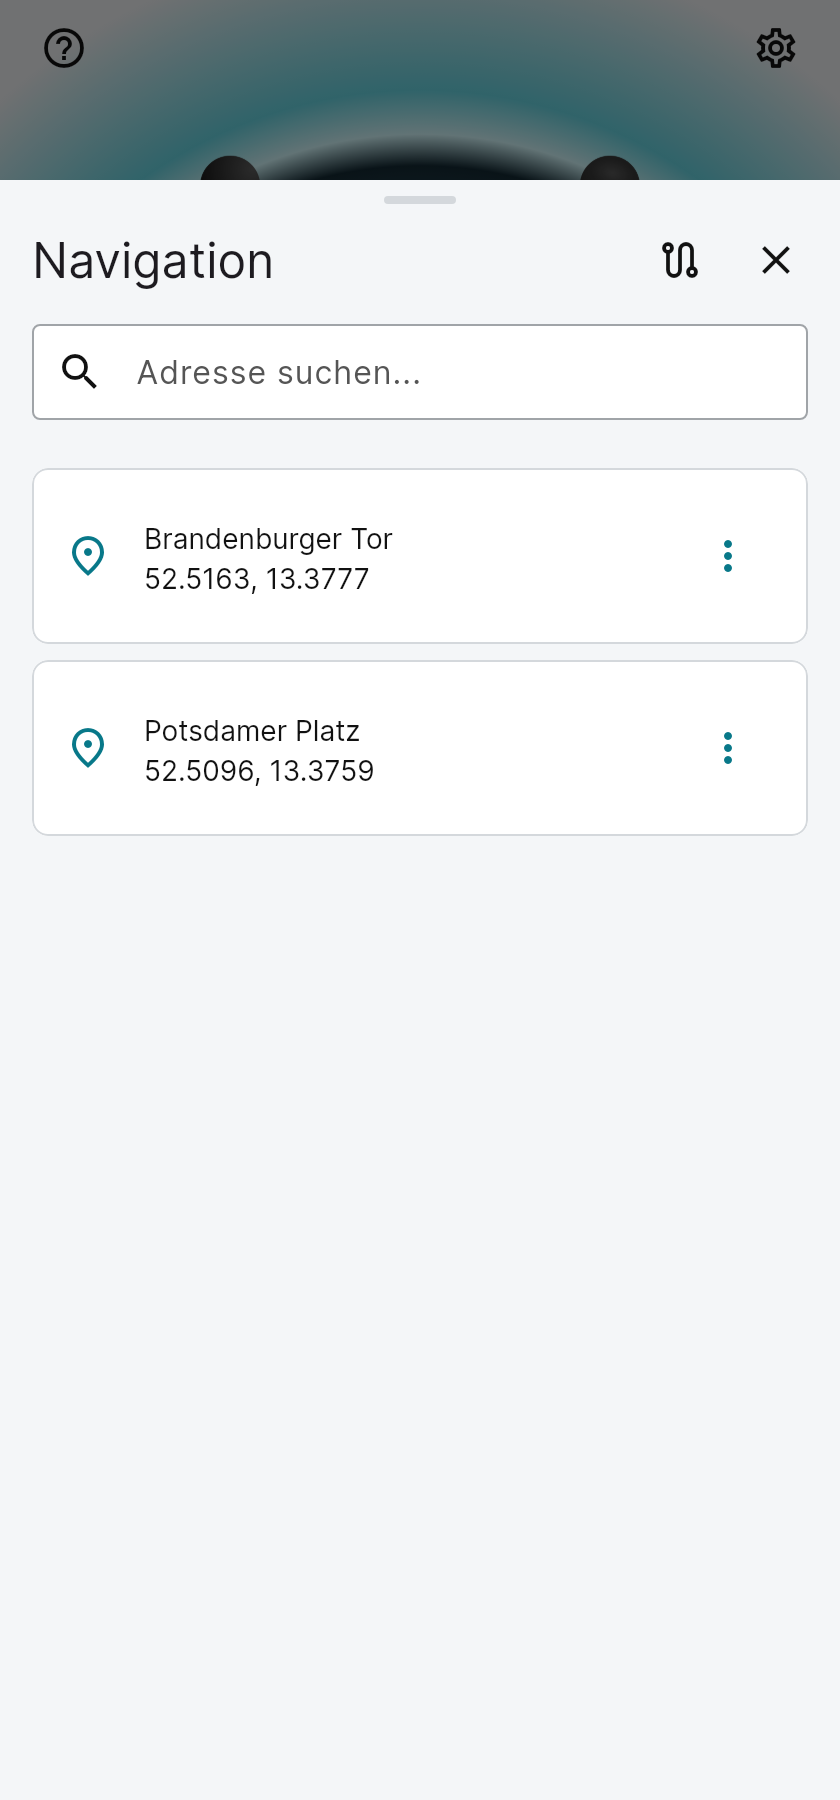 Navigation
Adresse suchen...
Brandenburger Tor
52.5163, 13.3777
Potsdamer Platz
52.5096, 13.3759